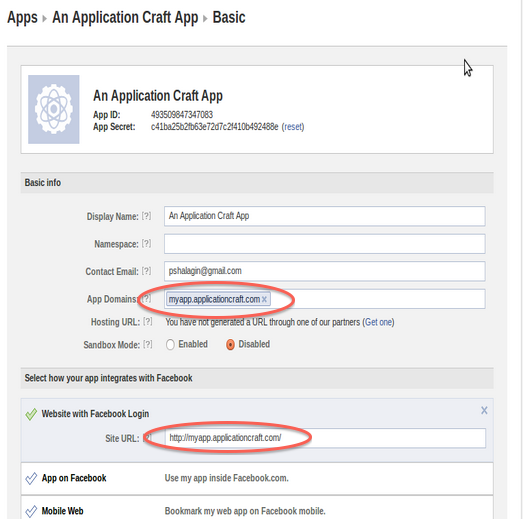 Apps ▸ An Application Craft App ▸ Basic
An Application Craft App
App ID: 493509847347083
App Secret: c41ba25b2fb63e72d7c2f410b492488e (reset)
Basic info
Display Name: [?] An Application Craft App
Namespace: [?]
Contact Email: [?] pshalagin@gmail.com
App Domains: [?] myapp.applicationcraft.com ×
Hosting URL: [?] You have not generated a URL through one of our partners (Get one)
Sandbox Mode: [?] Enabled Disabled
Select how your app integrates with Facebook
Website with Facebook Login X
Site URL: [?] http://myapp.applicationcraft.com/
App on Facebook Use my app inside Facebook.com.
Mobile Web Bookmark my web app on Facebook mobile.